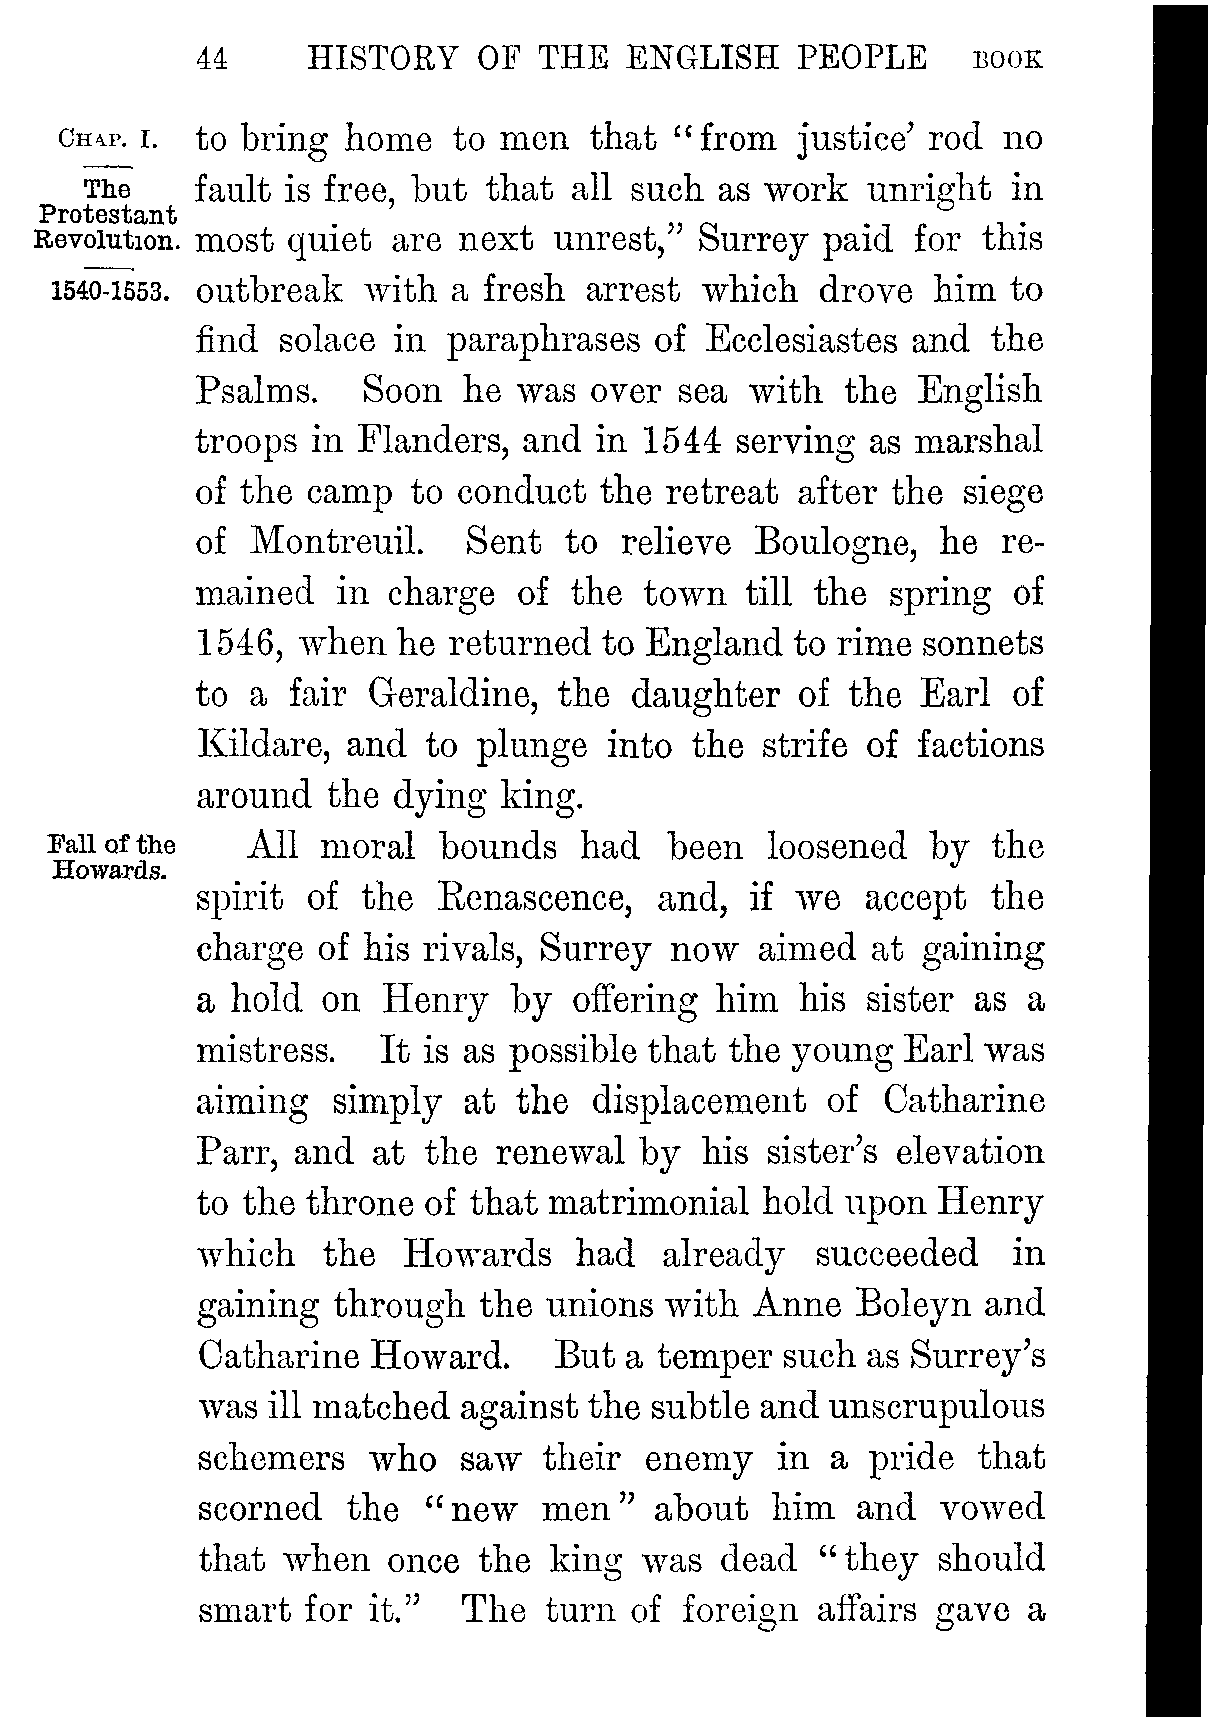 44 HISTORY OF THE ENGLISH PEOPLE BOOK
CHAP. I.
The
Protestant
Revolution.
1540-1553.
to bring home to men that “from justice’ rod no
fault is free, but that all such as work unright in
most quiet are next unrest,” Surrey paid for this
outbreak with a fresh arrest which drove him to
find solace in paraphrases of Ecclesiastes and the
Psalms. Soon he was over sea with the English
troops in Flanders, and in 1544 serving as marshal
of the camp to conduct the retreat after the siege
of Montreuil. Sent to relieve Boulogne, he re-
mained in charge of the town till the spring of
1546, when he returned to England to rime sonnets
to a fair Geraldine, the daughter of the Earl of
Kildare, and to plunge into the strife of factions
around the dying king.
Fall of the
Howards.
All moral bounds had been loosened by the
spirit of the Renascence, and, if we accept the
charge of his rivals, Surrey now aimed at gaining
a hold on Henry by offering him his sister as a
mistress. It is as possible that the young Earl was
aiming simply at the displacement of Catharine
Parr, and at the renewal by his sister’s elevation
to the throne of that matrimonial hold upon Henry
which the Howards had already succeeded in
gaining through the unions with Anne Boleyn and
Catharine Howard. But a temper such as Surrey’s
was ill matched against the subtle and unscrupulous
schemers who saw their enemy in a pride that
scorned the “new men” about him and vowed
that when once the king was dead “they should
smart for it.” The turn of foreign affairs gave a